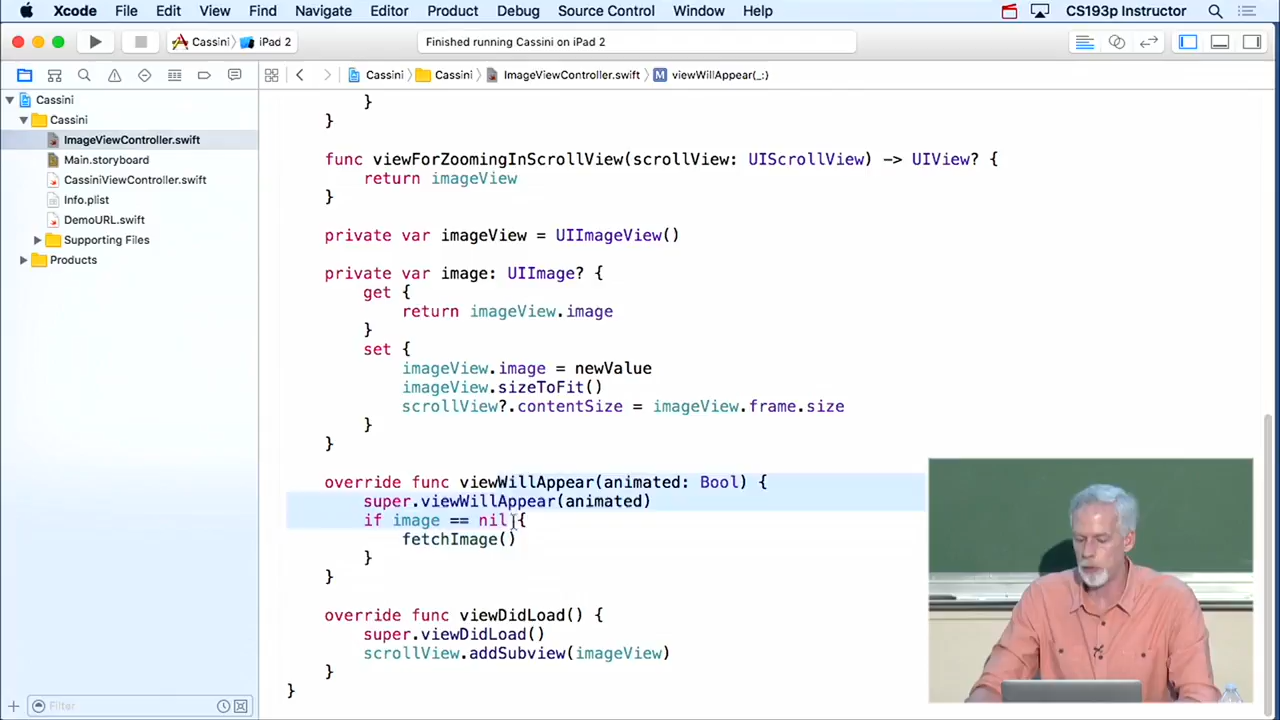 Xcode File Edit View Find Navigate Editor Product Debug Source Control Window Help CS193p Instructor
Cassini iPad 2 Finished running Cassini on iPad 2
Cassini Cassini ImageViewController.swift M viewWillAppear(_:)
Cassini
Cassini
ImageViewController.swift
Main.storyboard
CassiniViewController.swift
Info.plist
DemoURL.swift
Supporting Files
Products
Filter
}
}
func viewForZoomingInScrollView(scrollView: UIScrollView) -> UIView? {
return imageView
}
private var imageView = UIImageView()
private var image: UIImage? {
get {
return imageView.image
}
set {
imageView.image = newValue
imageView.sizeToFit()
scrollView?.contentSize = imageView.frame.size
}
}
override func viewWillAppear(animated: Bool) {
super.viewWillAppear(animated)
if image == nil {
fetchImage()
}
}
override func viewDidLoad() {
super.viewDidLoad()
scrollView.addSubview(imageView)
}
}